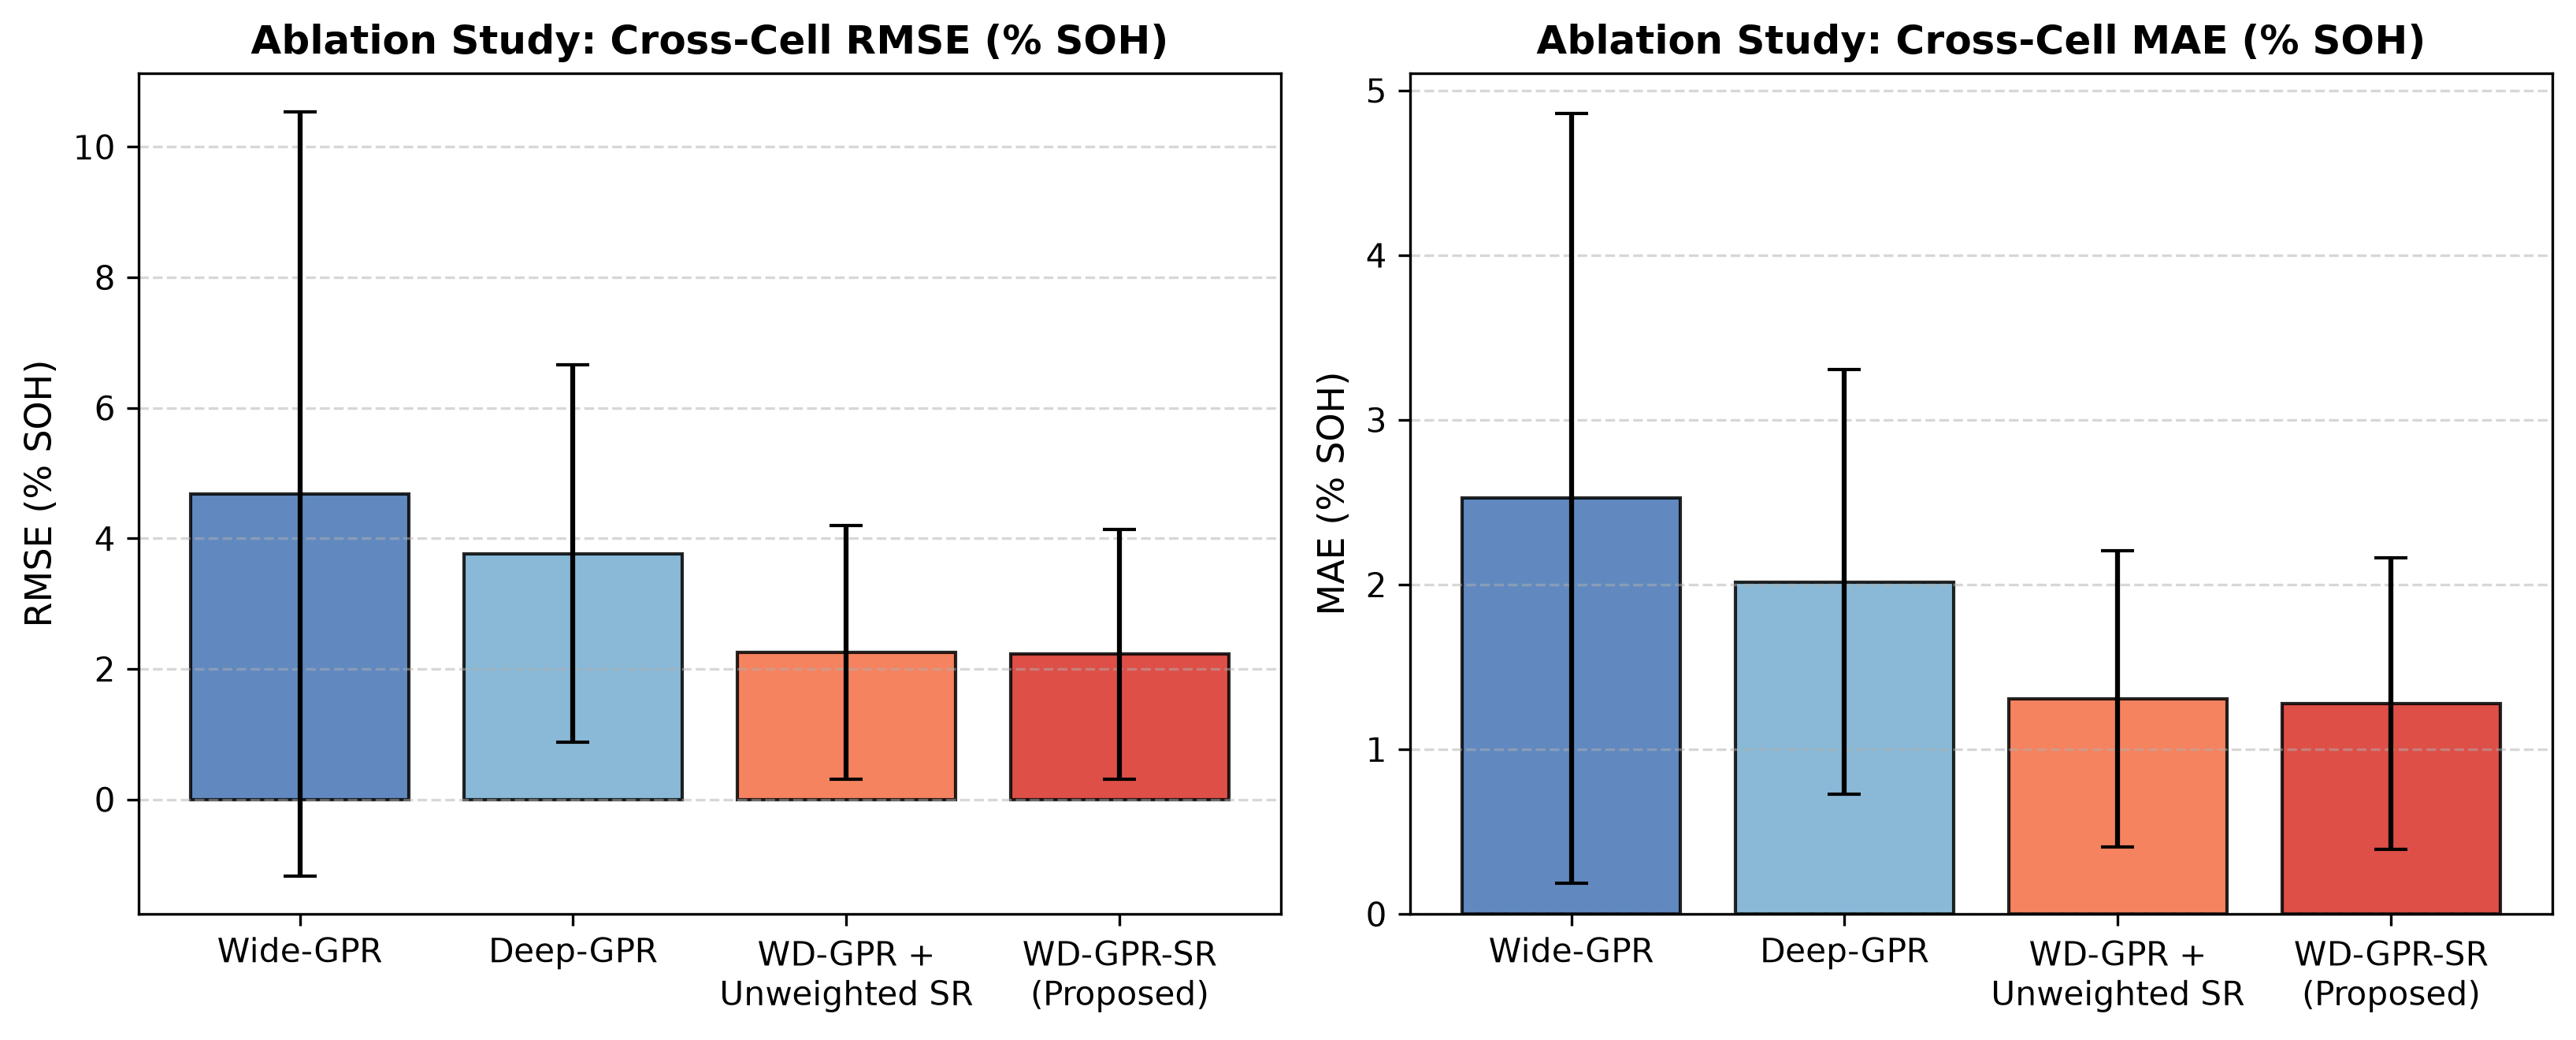 Ablation Study: Cross-Cell RMSE (% SOH)
RMSE (% SOH)
10
8
6
4
2
0
Wide-GPR
Deep-GPR
WD-GPR +
Unweighted SR
WD-GPR-SR
(Proposed)
Ablation Study: Cross-Cell MAE (% SOH)
MAE (% SOH)
5
4
3
2
1
0
Wide-GPR
Deep-GPR
WD-GPR +
Unweighted SR
WD-GPR-SR
(Proposed)